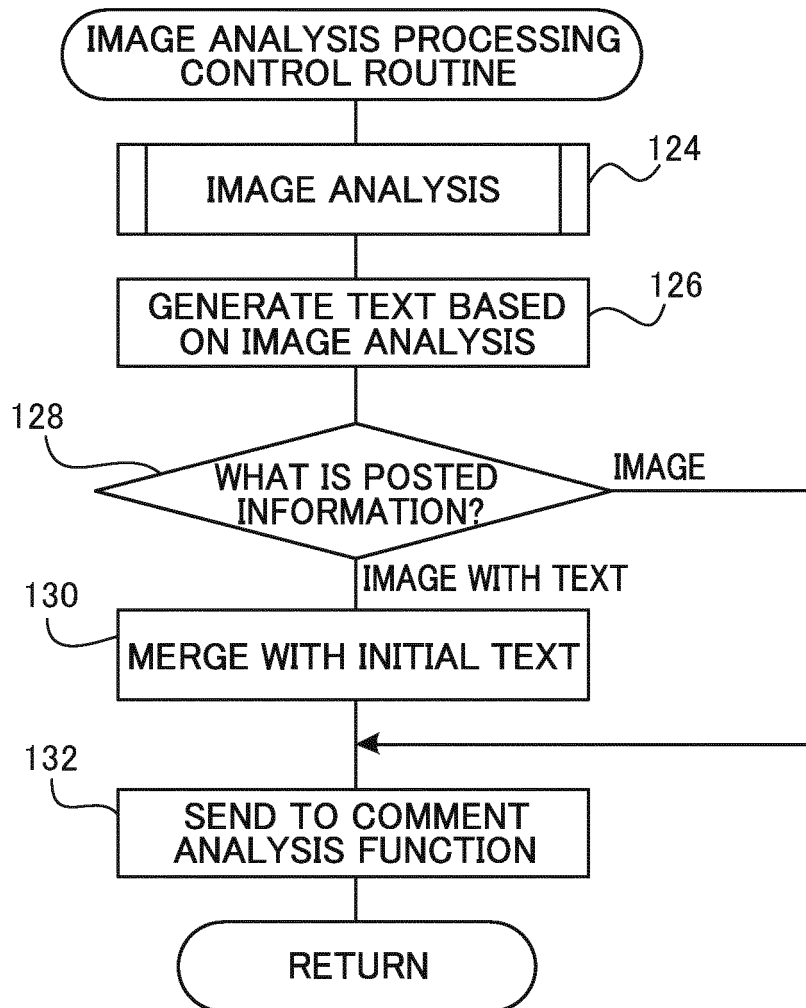 IMAGE ANALYSIS PROCESSING
CONTROL ROUTINE
124
IMAGE ANALYSIS
126
GENERATE TEXT BASED
ON IMAGE ANALYSIS
128
WHAT IS POSTED
INFORMATION?
IMAGE
IMAGE WITH TEXT
130
MERGE WITH INITIAL TEXT
132
SEND TO COMMENT
ANALYSIS FUNCTION
RETURN